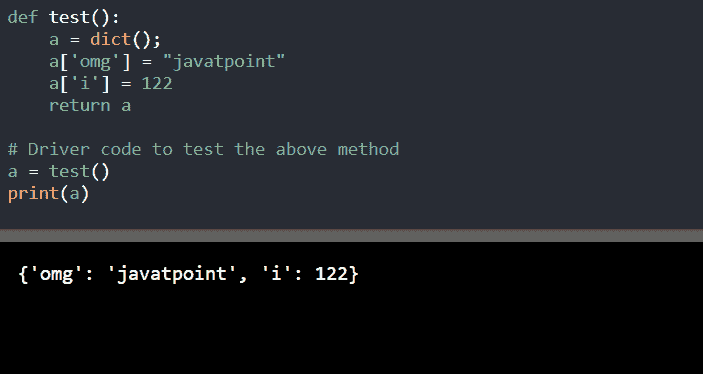 def test():
    a = dict();
    a['omg'] = "javatpoint"
    a['i'] = 122
    return a
# Driver code to test the above method
a = test()
print(a)
{'omg': 'javatpoint', 'i': 122}